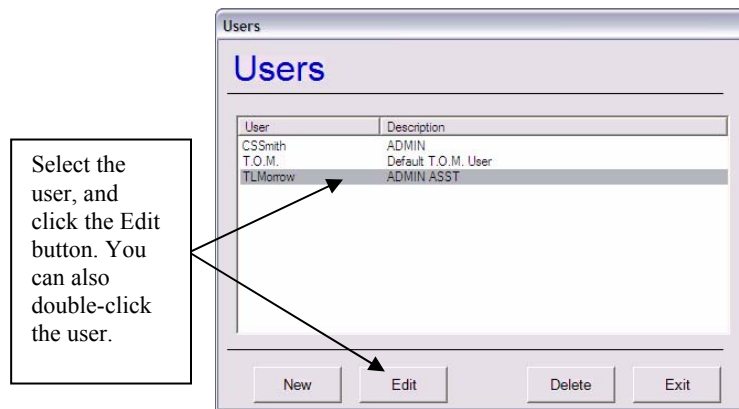 Users
Users
User Description
CSSmith ADMIN
T.O.M. Default T.O.M. User
TLMorrow ADMIN ASST
Select the
user, and
click the Edit
button. You
can also
double-click
the user.
New Edit Delete Exit